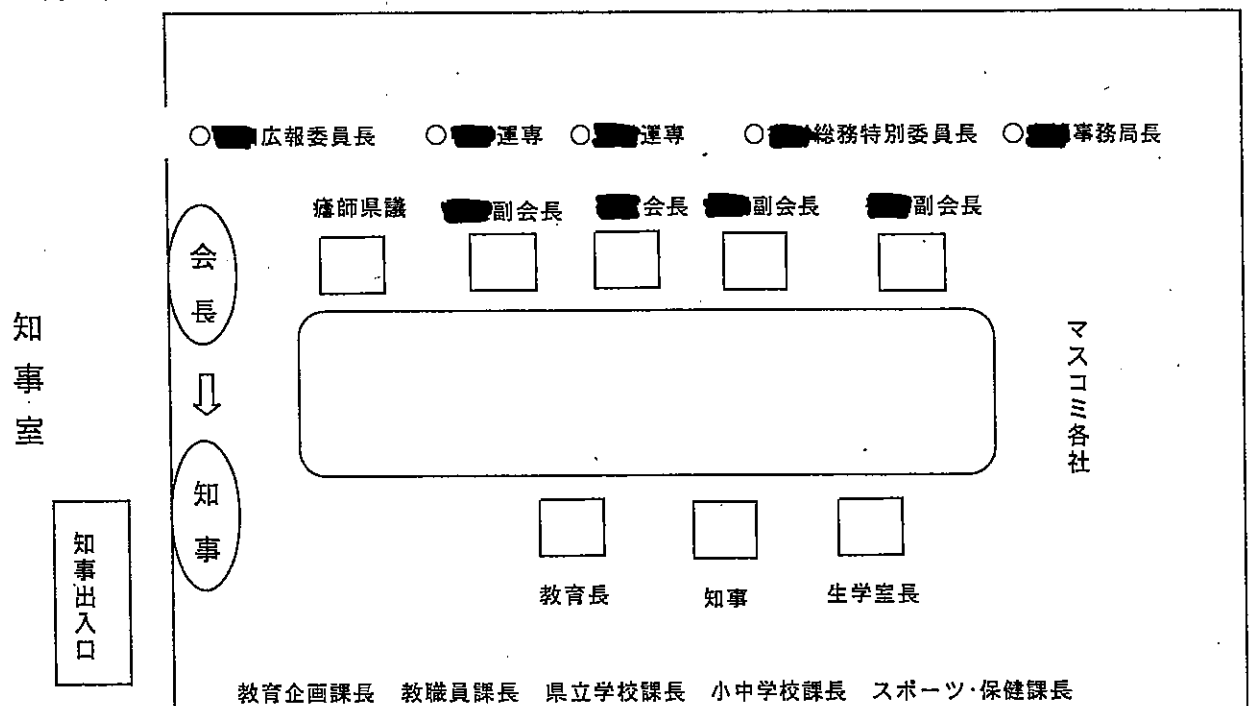 ○広報委員長　○運専　○運専　○総務特別委員長　○事務局長
師県議　副会長　会長　副会長　副会長
会長
⇩
知事
知事室
知事出入口
マスコミ各社
教育長　知事　生学室長
教育企画課長　教職員課長　県立学校課長　小中学校課長　スポーツ・保健課長